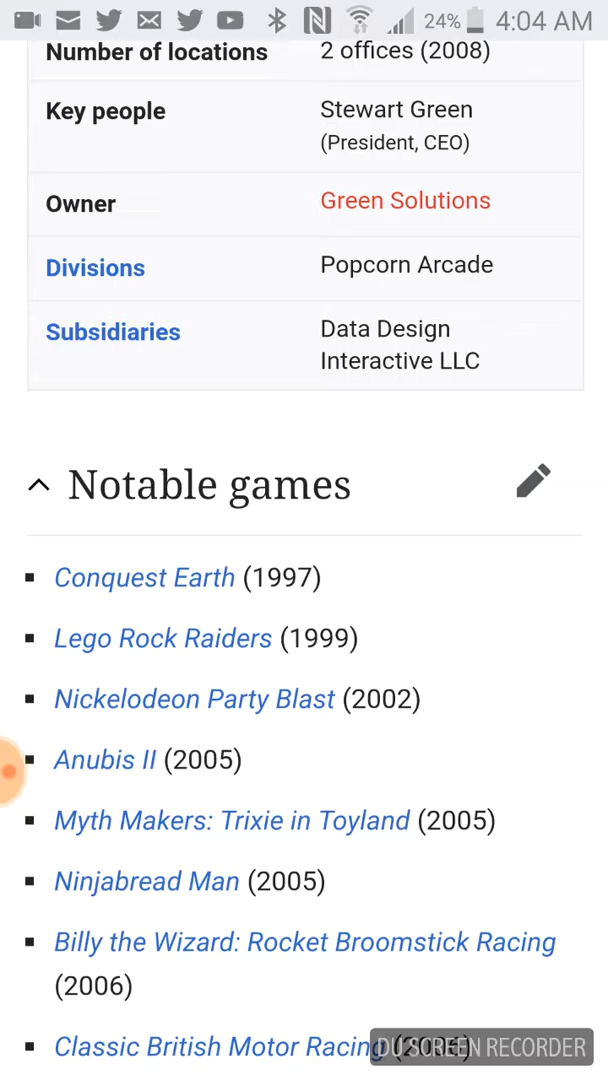 24% 4:04 AM
Number of locations 2 offices (2008)
Key people Stewart Green
(President, CEO)
Owner Green Solutions
Divisions Popcorn Arcade
Subsidiaries Data Design
Interactive LLC
Notable games
Conquest Earth (1997)
Lego Rock Raiders (1999)
Nickelodeon Party Blast (2002)
Anubis II (2005)
Myth Makers: Trixie in Toyland (2005)
Ninjabread Man (2005)
Billy the Wizard: Rocket Broomstick Racing
(2006)
Classic British Motor Racing
DU SCREEN RECORDER